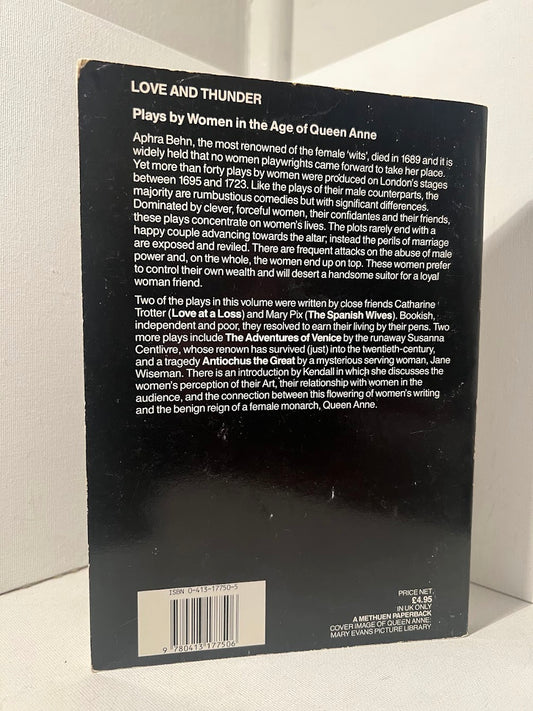 LOVE AND THUNDER
Plays by Women in the Age of Queen Anne
Aphra Behn, the most renowned of the female 'wits', died in 1689 and it is
widely held that no women playwrights came forward to take her place.
Yet more than forty plays by women were produced on London's stages
between 1695 and 1723. Like the plays of their male counterparts, the
majority are rumbustious comedies but with significant differences.
Dominated by clever, forceful women, their confidantes and their friends,
these plays concentrate on women's lives. The plots rarely end with a
happy couple advancing towards the altar; instead the perils of marriage
are exposed and reviled. There are frequent attacks on the abuse of male
power and, on the whole, the women end up on top. These women prefer
to control their own wealth and will desert a handsome suitor for a loyal
woman friend.
Two of the plays in this volume were written by close friends Catharine
Trotter (Love at a Loss) and Mary Pix (The Spanish Wives). Bookish,
independent and poor, they resolved to earn their living by their pens. Two
more plays include The Adventures of Venice by the runaway Susanna
Centlivre, whose renown has survived (just) into the twentieth-century,
and a tragedy Antiochus the Great by a mysterious serving woman, Jane
Wiseman. There is an introduction by Kendall in which she discusses the
women's perception of their Art, their relationship with women in the
audience, and the connection between this flowering of women's writing
and the benign reign of a female monarch, Queen Anne.
ISBN 0-413-17750-5
9 780413 177506
PRICE NET
£4.95
IN UK ONLY
A METHUEN PAPERBACK
COVER IMAGE OF QUEEN ANNE:
MARY EVANS PICTURE LIBRARY